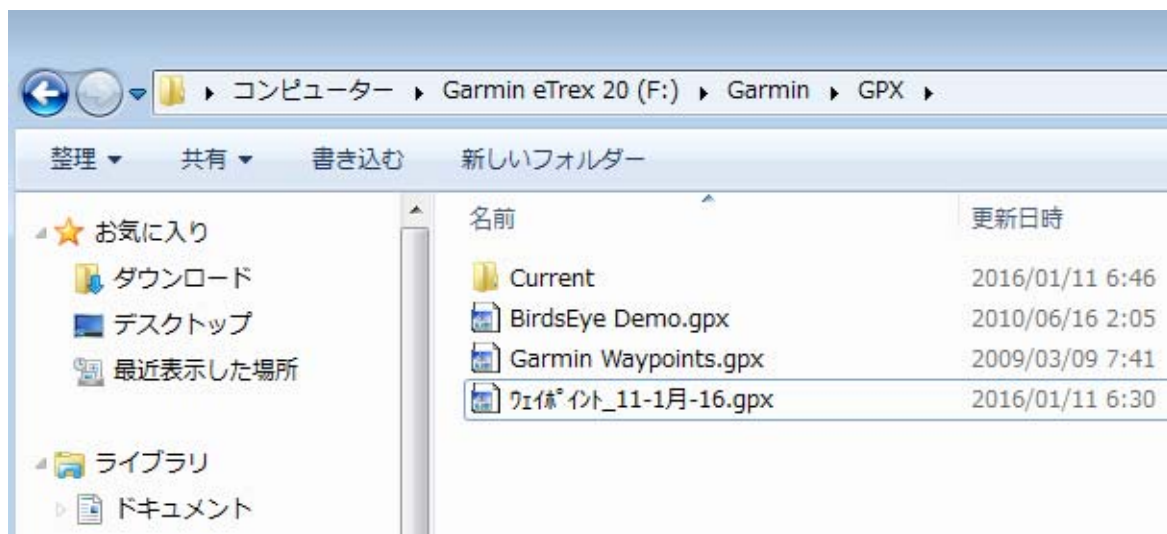 コンピューター ▸ Garmin eTrex 20 (F:) ▸ Garmin ▸ GPX ▸
整理 ▼ 共有 ▼ 書き込む 新しいフォルダー
お気に入り
ダウンロード
デスクトップ
最近表示した場所
ライブラリ
ドキュメント
名前 更新日時
Current 2016/01/11 6:46
BirdsEye Demo.gpx 2010/06/16 2:05
Garmin Waypoints.gpx 2009/03/09 7:41
ｳｪｲﾎﾟｲﾝﾄ_11-1月-16.gpx 2016/01/11 6:30